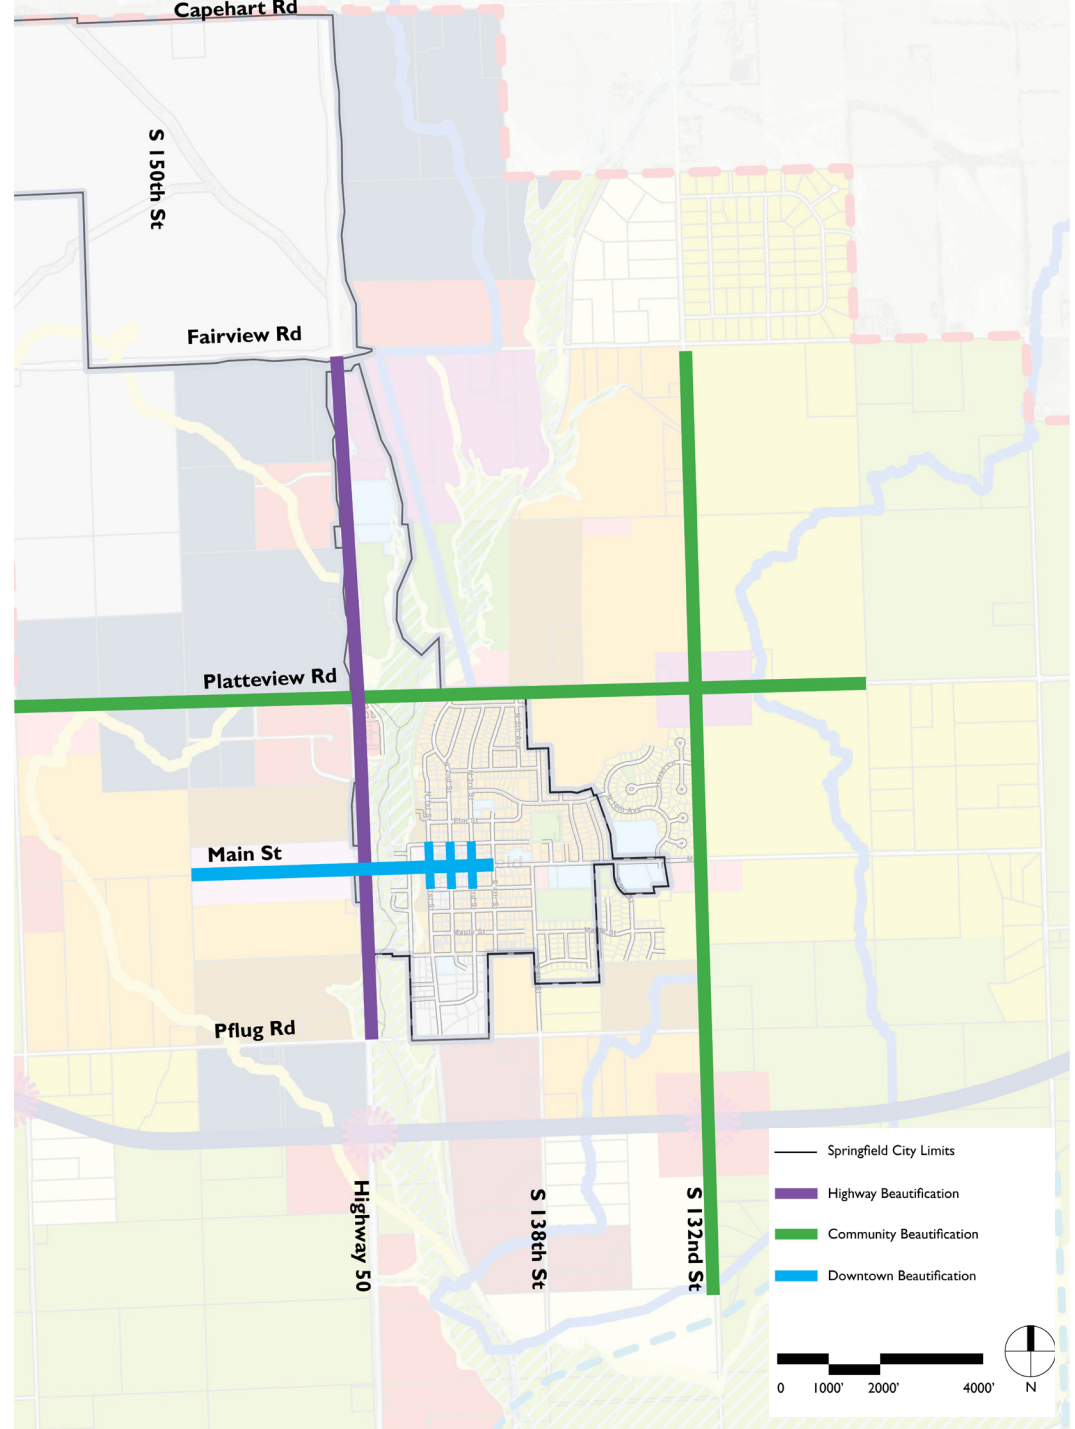 Capehart Rd
S 150th St
Fairview Rd
Platteview Rd
Main St
Pflug Rd
Highway 50
S 138th St
S 132nd St
Springfield City Limits
Highway Beautification
Community Beautification
Downtown Beautification
0 1000' 2000' 4000'
N